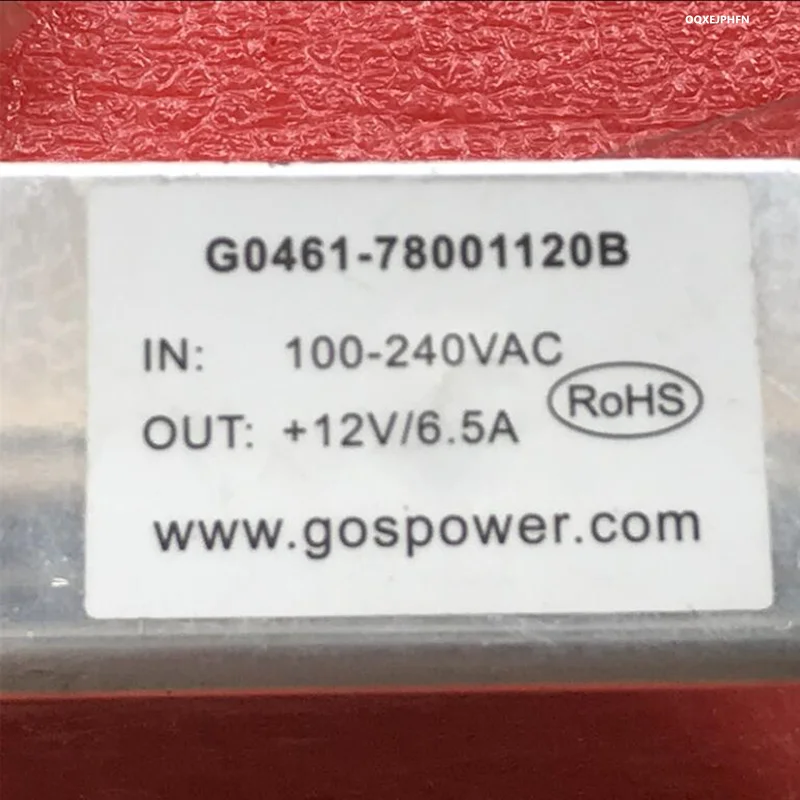 OQXEJPHFN
G0461-78001120B
IN: 100-240VAC
OUT: +12V/6.5A
RoHS
www.gospower.com